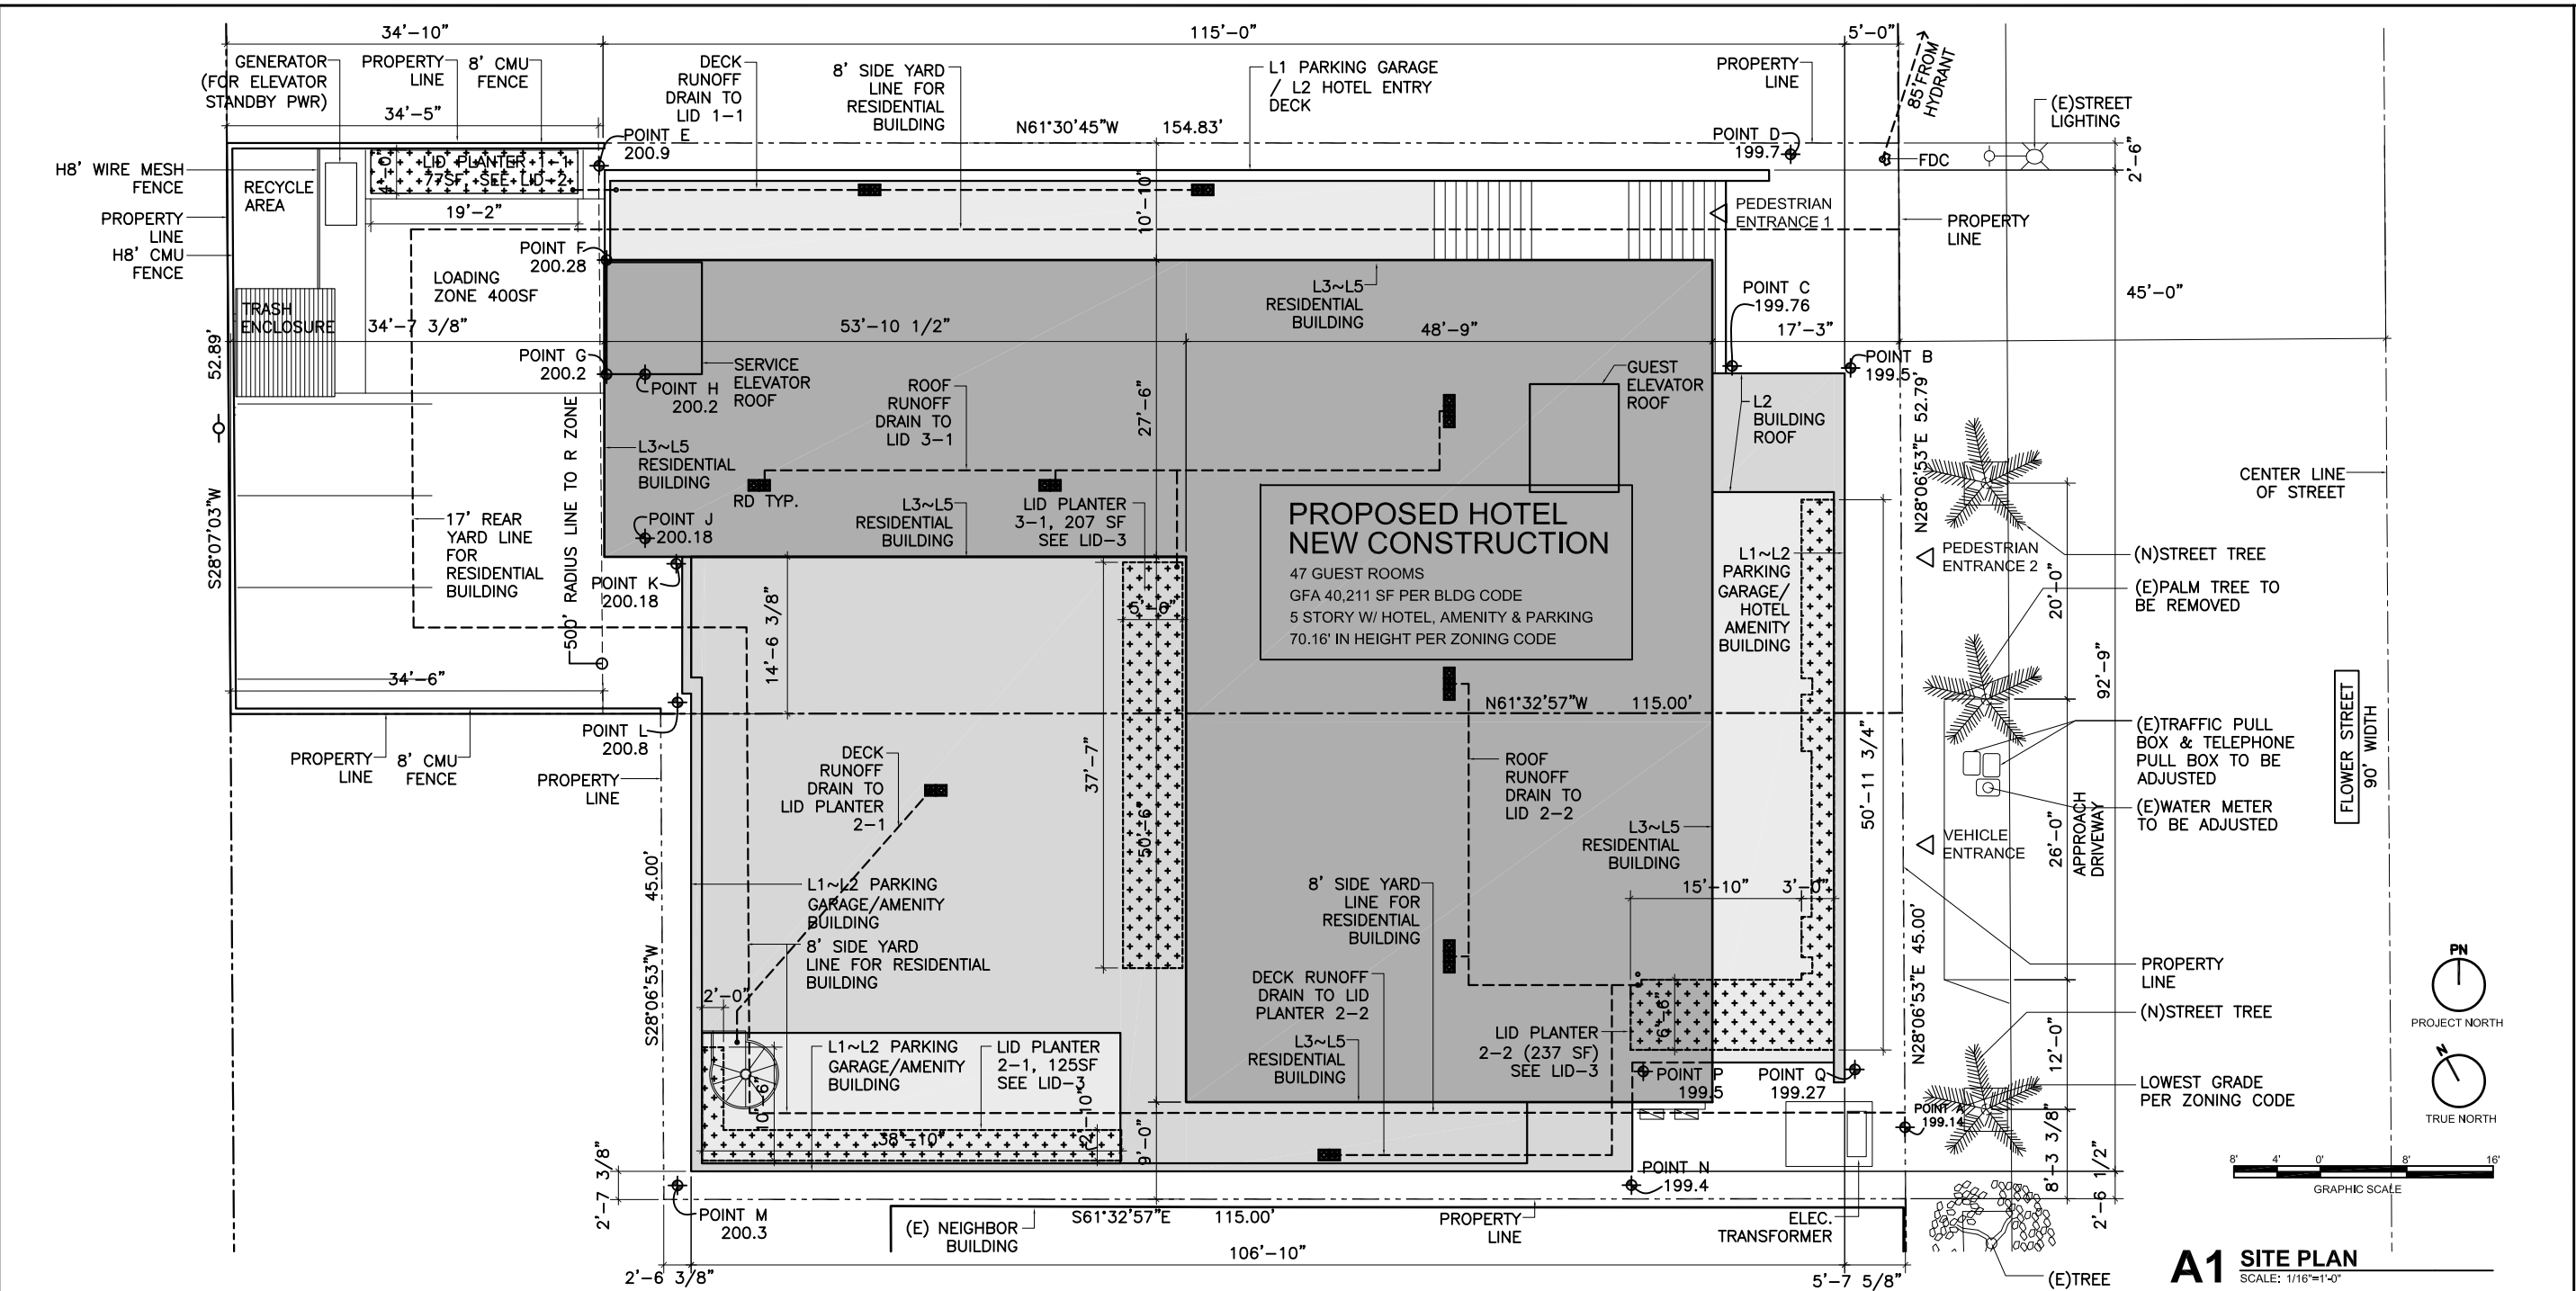 34'-10"
115'-0"
5'-0"
GENERATOR
(FOR ELEVATOR
STANDBY PWR)
PROPERTY
LINE
8' CMU
FENCE
DECK
RUNOFF
DRAIN TO
LID 1-1
8' SIDE YARD
LINE FOR
RESIDENTIAL
BUILDING
L1 PARKING GARAGE
/ L2 HOTEL ENTRY
DECK
PROPERTY
LINE
85'FROM
HYDRANT
(E)STREET
LIGHTING
34'-5"
N61°30'45"W 154.83'
POINT E
200.9
POINT D
199.7
FDC
2'-6"
H8' WIRE MESH
FENCE
RECYCLE
AREA
LID PLANTER 1-1
77SF, SEE LID-2
4'-0"
19'-2"
10'-10"
PEDESTRIAN
ENTRANCE 1
PROPERTY
LINE
PROPERTY
LINE
H8' CMU
FENCE
POINT F
200.28
LOADING
ZONE 400SF
L3~L5
RESIDENTIAL
BUILDING
POINT C
199.76
45'-0"
TRASH
ENCLOSURE
34'-7 3/8"
53'-10 1/2"
48'-9"
17'-3"
52.89'
S28°07'03"W
POINT G
200.2
POINT H
200.2
SERVICE
ELEVATOR
ROOF
ROOF
RUNOFF
DRAIN TO
LID 3-1
27'-6"
GUEST
ELEVATOR
ROOF
L2
BUILDING
ROOF
POINT B
199.5
N28°06'53"E 52.79'
500' RADIUS LINE TO R ZONE
L3~L5
RESIDENTIAL
BUILDING
RD TYP.
L3~L5
RESIDENTIAL
BUILDING
LID PLANTER
3-1, 207 SF
SEE LID-3
PROPOSED HOTEL
NEW CONSTRUCTION
47 GUEST ROOMS
GFA 40,211 SF PER BLDG CODE
5 STORY W/ HOTEL, AMENITY & PARKING
70.16' IN HEIGHT PER ZONING CODE
CENTER LINE
OF STREET
17' REAR
YARD LINE
FOR
RESIDENTIAL
BUILDING
POINT J
200.18
POINT K
200.18
14'-6 3/8"
5'-6"
L1~L2
PARKING
GARAGE/
HOTEL
AMENITY
BUILDING
PEDESTRIAN
ENTRANCE 2
20'-0"
(N)STREET TREE
(E)PALM TREE TO
BE REMOVED
34'-6"
N61°32'57"W 115.00'
92'-9"
FLOWER STREET
90' WIDTH
POINT L
200.8
PROPERTY
LINE
8' CMU
FENCE
PROPERTY
LINE
DECK
RUNOFF
DRAIN TO
LID PLANTER
2-1
37'-7"
50'-6"
ROOF
RUNOFF
DRAIN TO
LID 2-2
50'-11 3/4"
(E)TRAFFIC PULL
BOX & TELEPHONE
PULL BOX TO BE
ADJUSTED
(E)WATER METER
TO BE ADJUSTED
L3~L5
RESIDENTIAL
BUILDING
VEHICLE
ENTRANCE
26'-0"
APPROACH
DRIVEWAY
S28°06'53"W 45.00'
L1~L2 PARKING
GARAGE/AMENITY
BUILDING
8' SIDE YARD
LINE FOR RESIDENTIAL
BUILDING
8' SIDE YARD
LINE FOR
RESIDENTIAL
BUILDING
15'-10"
3'-0"
N28°06'53"E 45.00'
PROPERTY
LINE
(N)STREET TREE
PN
PROJECT NORTH
2'-0"
DECK RUNOFF
DRAIN TO LID
PLANTER 2-2
6'-6"
L1~L2 PARKING
GARAGE/AMENITY
BUILDING
LID PLANTER
2-1, 125SF
SEE LID-3
L3~L5
RESIDENTIAL
BUILDING
LID PLANTER
2-2 (237 SF)
SEE LID-3
POINT P
199.5
POINT Q
199.27
12'-0"
LOWEST GRADE
PER ZONING CODE
N
TRUE NORTH
10'-6"
38'-10"
2'-10"
9'-0"
POINT A
199.14
2'-7 3/8"
8'-3 3/8"
2'-6 1/2"
POINT N
199.4
8' 4' 0' 8' 16'
GRAPHIC SCALE
POINT M
200.3
(E) NEIGHBOR
BUILDING
S61°32'57"E 115.00'
PROPERTY
LINE
ELEC.
TRANSFORMER
2'-6 3/8"
106'-10"
5'-7 5/8"
(E)TREE
A1 SITE PLAN
SCALE: 1/16"=1'-0"